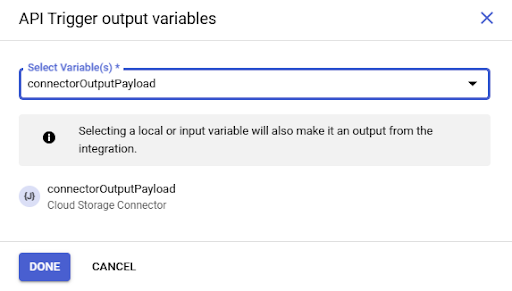 API Trigger output variables
Select Variable(s) *
connectorOutputPayload
Selecting a local or input variable will also make it an output from the
integration.
{J}
connectorOutputPayload
Cloud Storage Connector
DONE
CANCEL